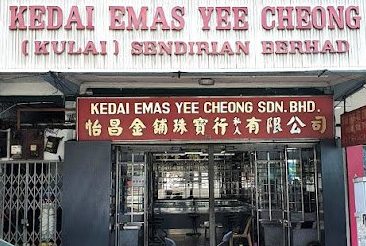 KEDAI EMAS YEE CHEONG
(KULAI) SENDIRIAN BERHAD
KEDAI EMAS YEE CHEONG SDN. BHD.
怡昌金鋪珠寶行私人有限公司